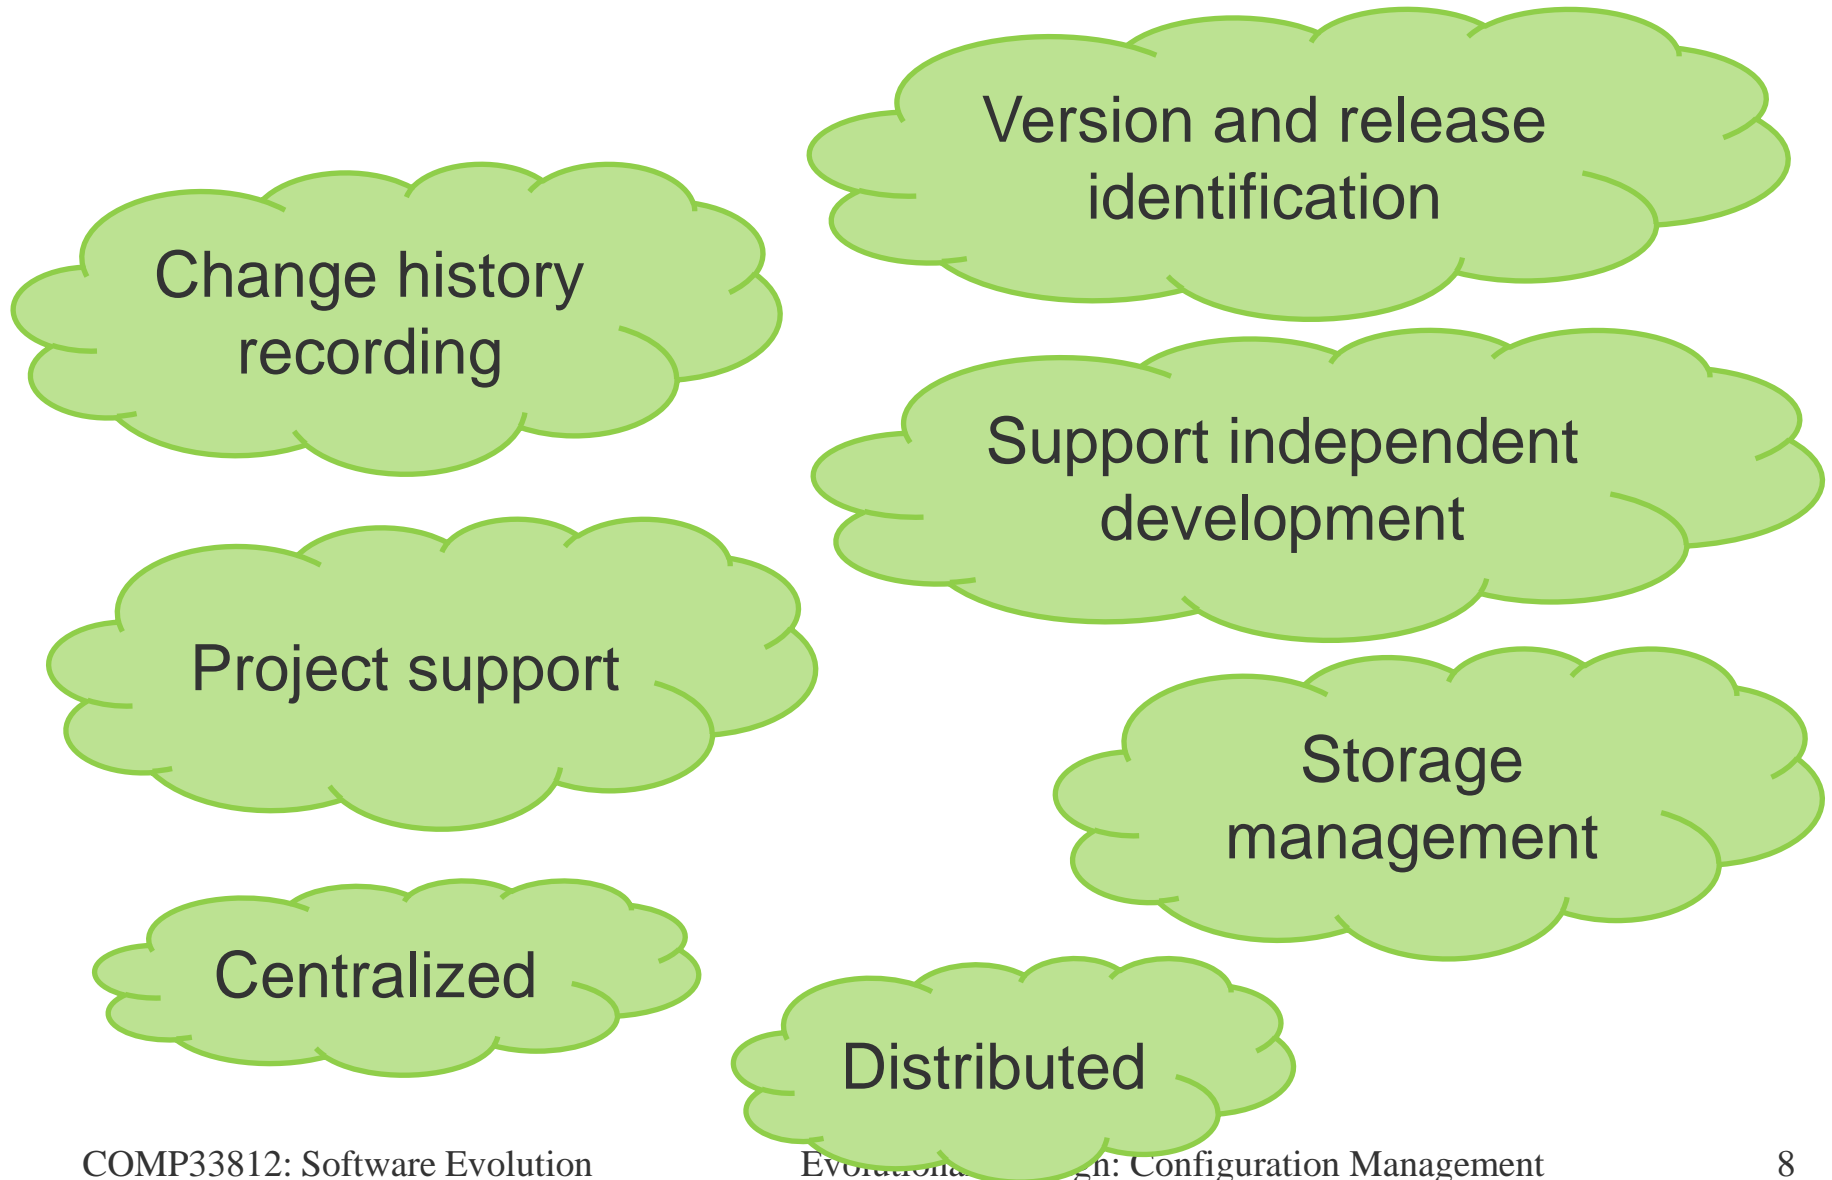 Version and release
identification
Change history
recording
Support independent
development
Project support
Storage
management
Centralized
Distributed
COMP33812: Software Evolution
: Configuration Management
8